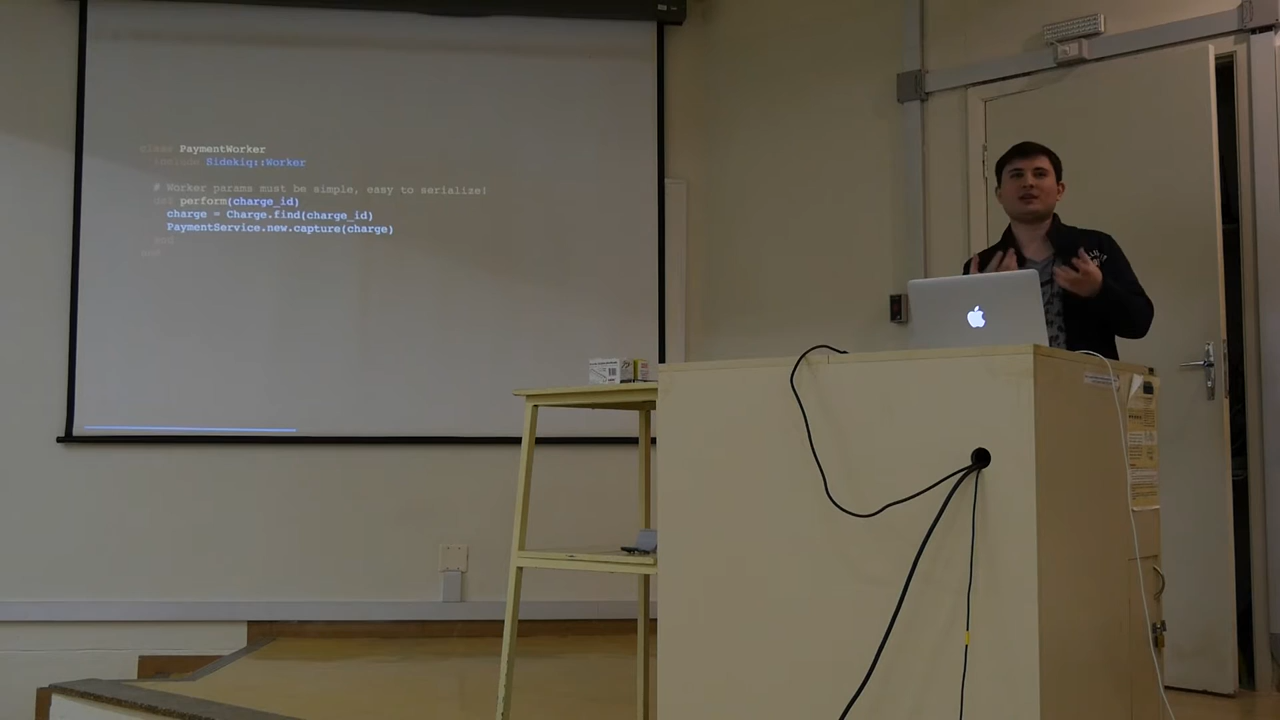 class PaymentWorker
include Sidekiq::Worker
# Worker params must be simple, easy to serialize!
def perform(charge_id)
charge = Charge.find(charge_id)
PaymentService.new.capture(charge)
end
end